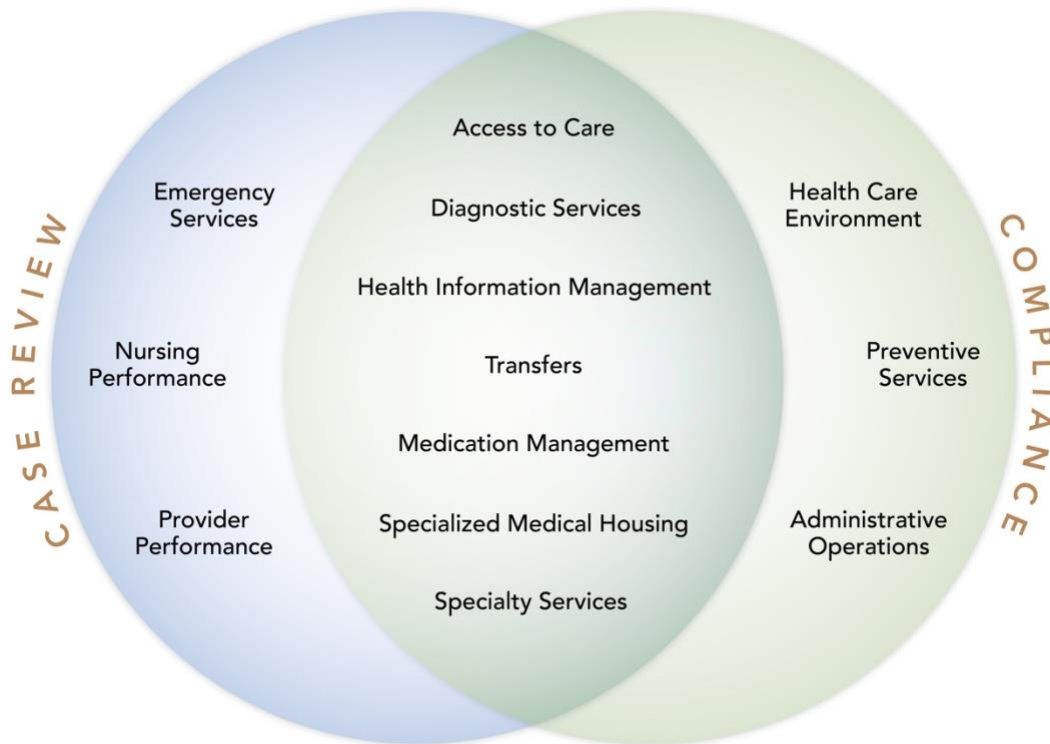 CASE REVIEW
Emergency
Services
Nursing
Performance
Provider
Performance
Access to Care
Diagnostic Services
Health Information Management
Transfers
Medication Management
Specialized Medical Housing
Specialty Services
Health Care
Environment
Preventive
Services
Administrative
Operations
COMPLIANCE